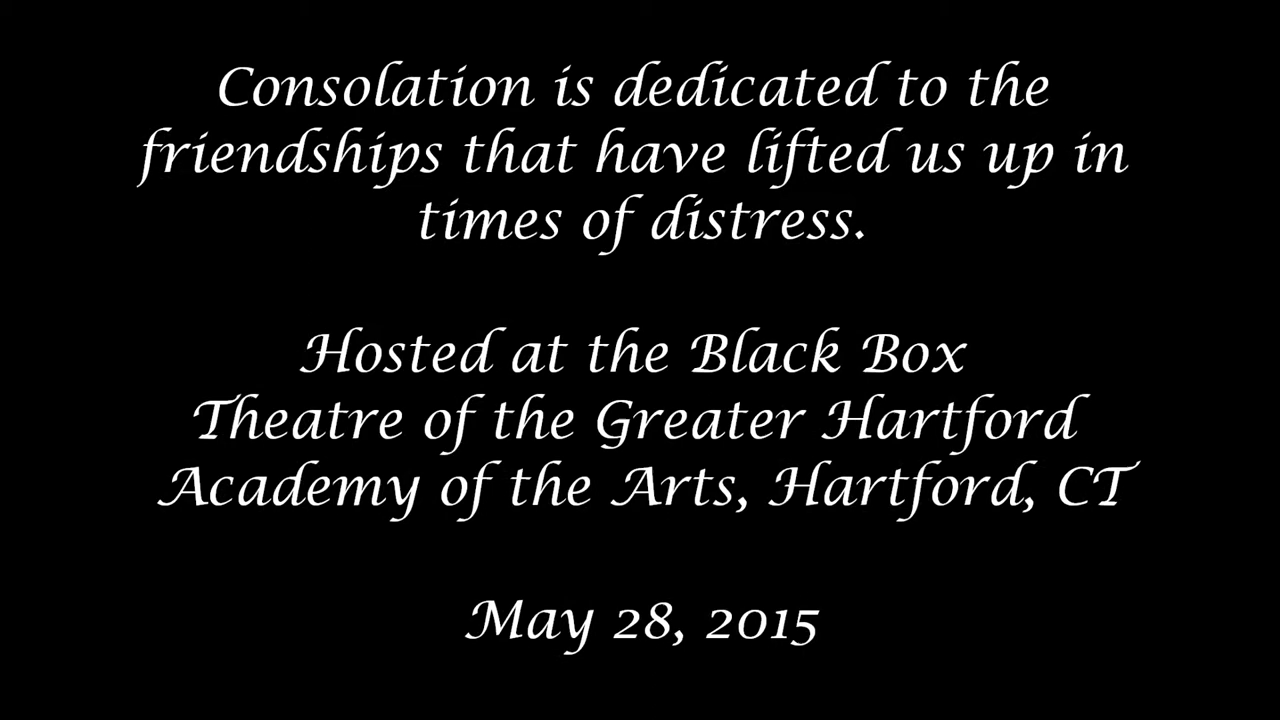 Consolation is dedicated to the
friendships that have lifted us up in
times of distress.
Hosted at the Black Box
Theatre of the Greater Hartford
Academy of the Arts, Hartford, CT
May 28, 2015